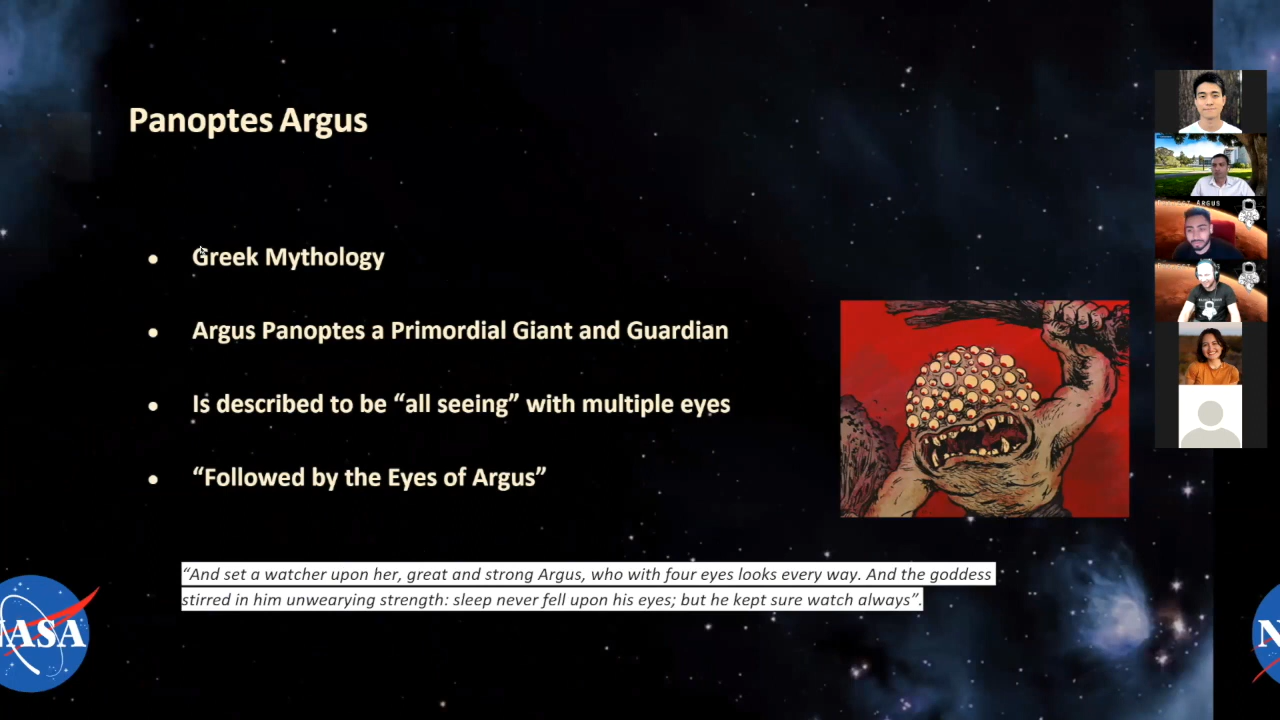 Panoptes Argus
Greek Mythology
Argus Panoptes a Primordial Giant and Guardian
Is described to be “all seeing” with multiple eyes
“Followed by the Eyes of Argus”
“And set a watcher upon her, great and strong Argus, who with four eyes looks every way. And the goddess
stirred in him unwearying strength: sleep never fell upon his eyes; but he kept sure watch always”.
NASA